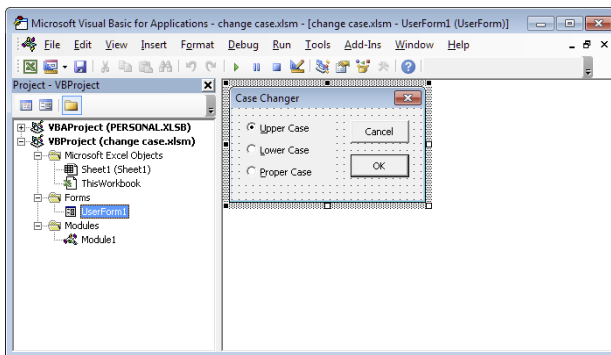 Microsoft Visual Basic for Applications - change case.xlsm - [change case.xlsm - UserForm1 (UserForm)]
File Edit View Insert Format Debug Run Tools Add-Ins Window Help
Project - VBProject
VBAProject (PERSONAL.XLSB)
VBProject (change case.xlsm)
Microsoft Excel Objects
Sheet1 (Sheet1)
ThisWorkbook
Forms
UserForm1
Modules
Module1
Case Changer
Upper Case
Cancel
Lower Case
Proper Case
OK